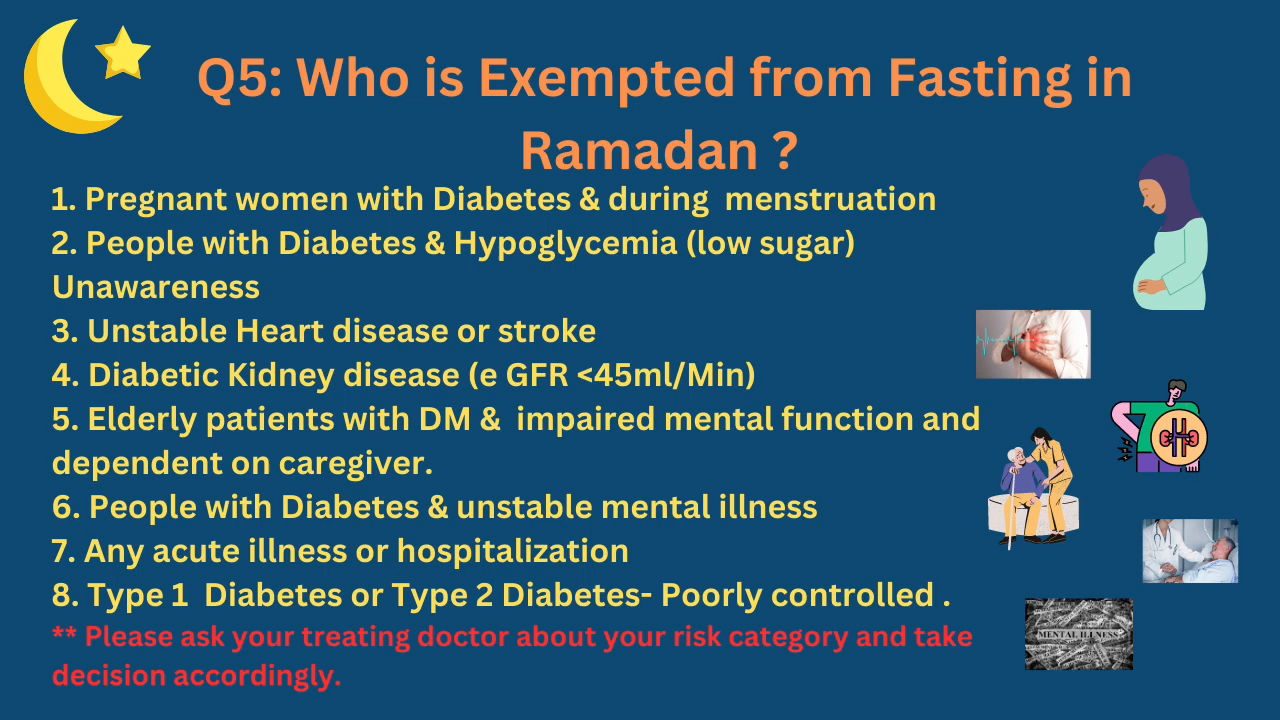 Q5: Who is Exempted from Fasting in
Ramadan ?
1. Pregnant women with Diabetes & during  menstruation
2. People with Diabetes & Hypoglycemia (low sugar)
Unawareness
3. Unstable Heart disease or stroke
4. Diabetic Kidney disease (e GFR <45ml/Min)
5. Elderly patients with DM &  impaired mental function and
dependent on caregiver.
6. People with Diabetes & unstable mental illness
7. Any acute illness or hospitalization
8. Type 1  Diabetes or Type 2 Diabetes- Poorly controlled .
** Please ask your treating doctor about your risk category and take
decision accordingly.
MENTAL ILLNESS